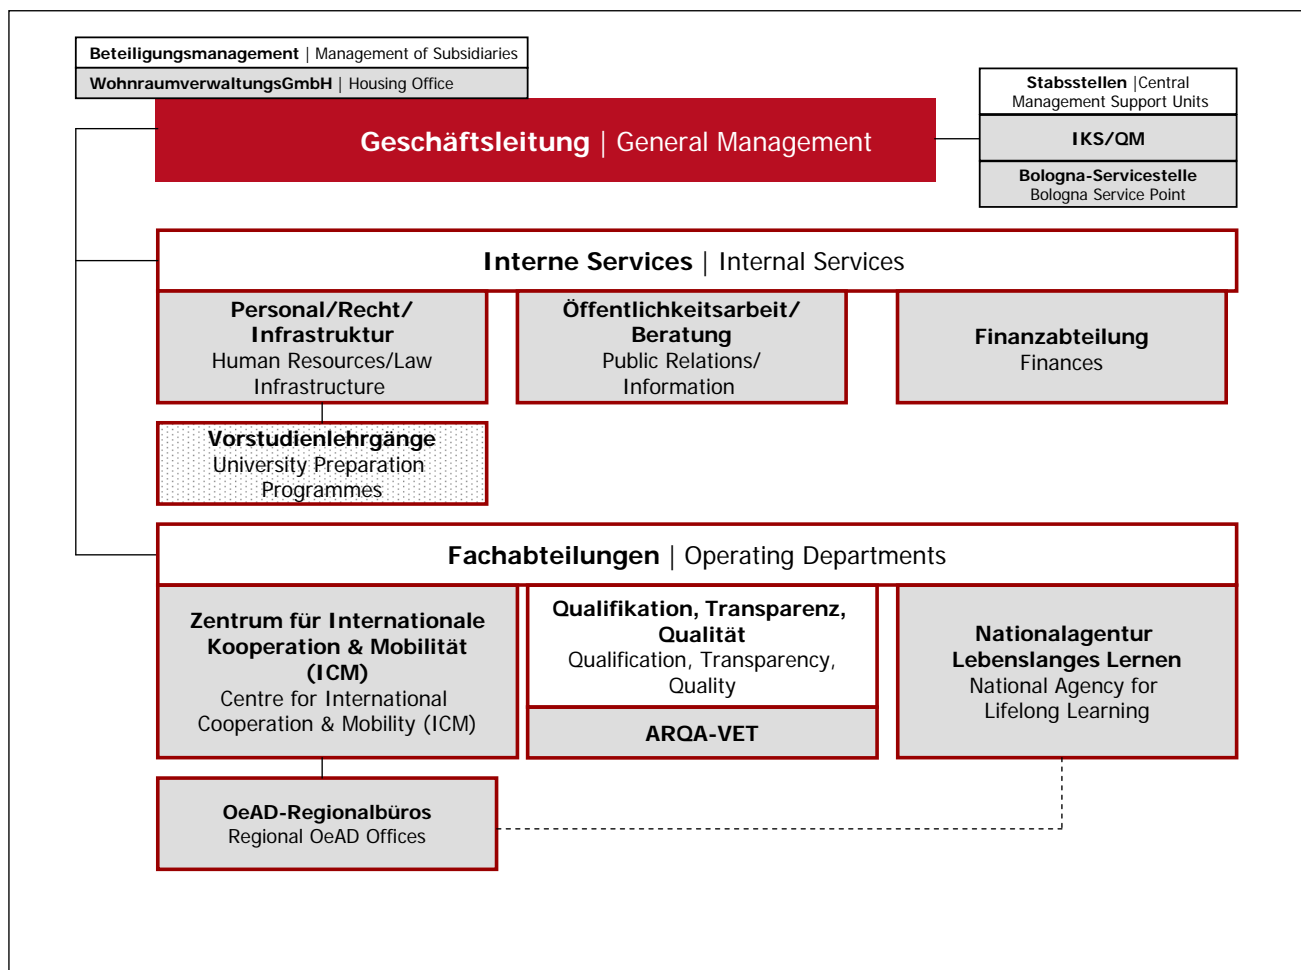 Beteiligungsmanagement | Management of Subsidiaries
WohnraumverwaltungsGmbH | Housing Office
Geschäftsleitung | General Management
Stabsstellen |Central
Management Support Units
IKS/QM
Bologna-Servicestelle
Bologna Service Point
Interne Services | Internal Services
Personal/Recht/
Infrastruktur
Human Resources/Law
Infrastructure
Öffentlichkeitsarbeit/
Beratung
Public Relations/
Information
Finanzabteilung
Finances
Vorstudienlehrgänge
University Preparation
Programmes
Fachabteilungen | Operating Departments
Zentrum für Internationale
Kooperation & Mobilität
(ICM)
Centre for International
Cooperation & Mobility (ICM)
Qualifikation, Transparenz,
Qualität
Qualification, Transparency,
Quality
ARQA-VET
Nationalagentur
Lebenslanges Lernen
National Agency for
Lifelong Learning
OeAD-Regionalbüros
Regional OeAD Offices